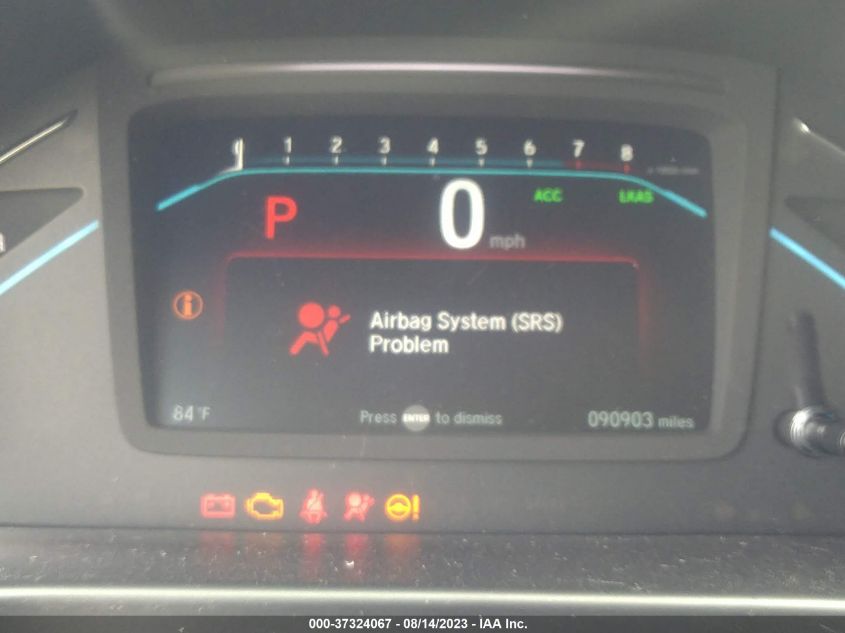 0 1 2 3 4 5 6 7 8
P 0 mph ACC LKAS
Airbag System (SRS)
Problem
84°F Press ENTER to dismiss 090903 miles
000-37324067 - 08/14/2023 - IAA Inc.